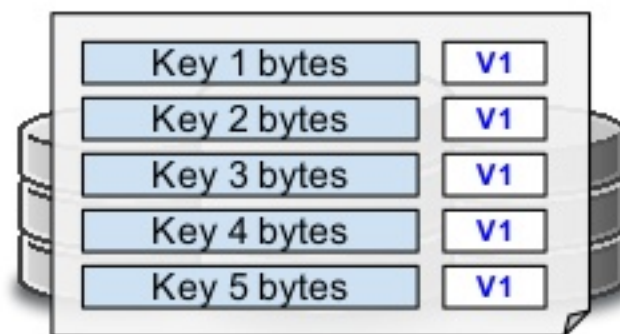 Key 1 bytes V1
Key 2 bytes V1
Key 3 bytes V1
Key 4 bytes V1
Key 5 bytes V1